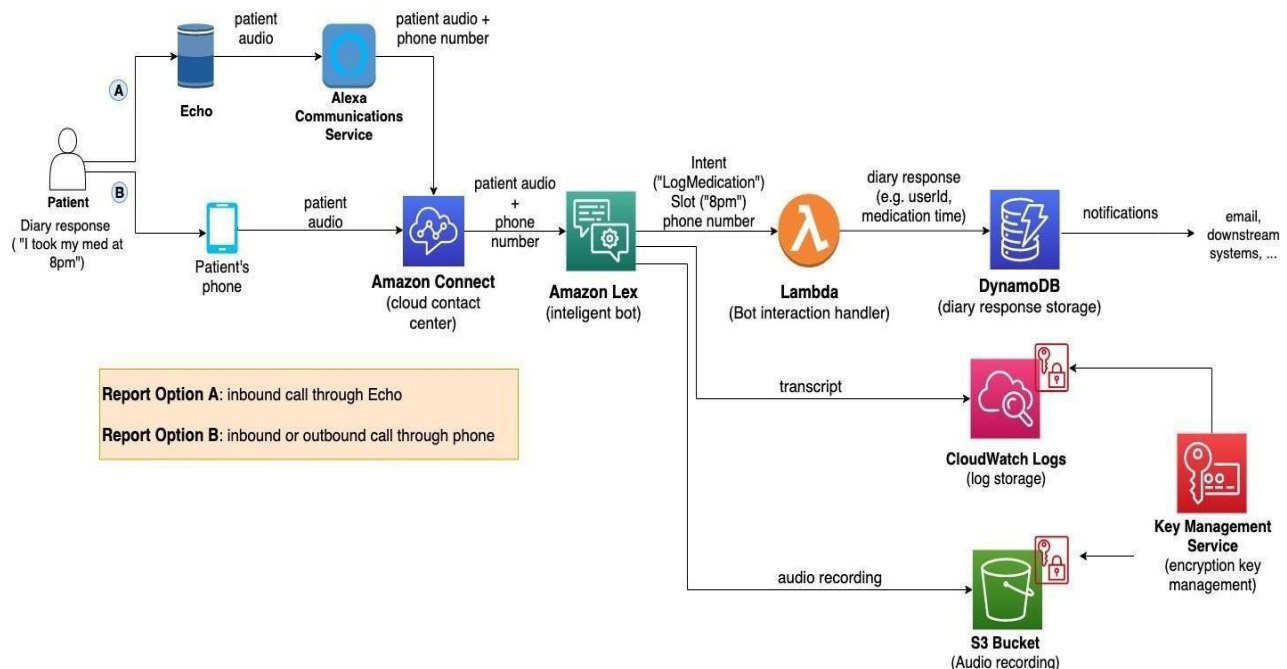 patient
audio
patient audio +
phone number
A
Echo
Alexa
Communications
Service
B
Patient
Diary response
( "I took my med at
8pm")
patient
audio
Patient's
phone
Amazon Connect
(cloud contact
center)
patient audio
+
phone
number
Amazon Lex
(inteligent bot)
Intent
("LogMedication")
Slot ("8pm")
phone number
Lambda
(Bot interaction handler)
diary response
(e.g. userId,
medication time)
DynamoDB
(diary response storage)
notifications
email,
downstream
systems, ...
Report Option A: inbound call through Echo
Report Option B: inbound or outbound call through phone
transcript
CloudWatch Logs
(log storage)
Key Management
Service
(encryption key
management)
audio recording
S3 Bucket
(Audio recording)